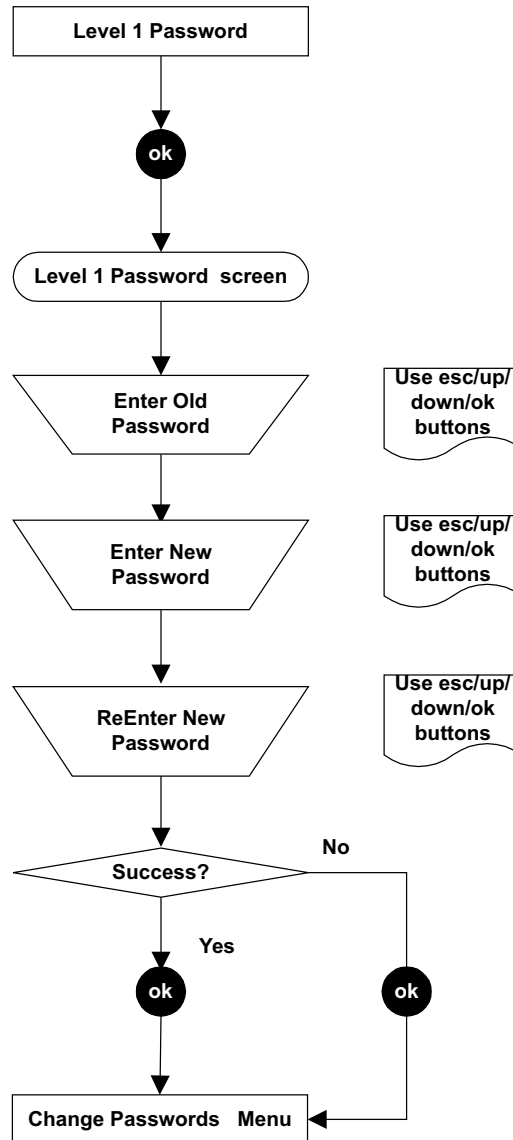 Level 1 Password
ok
Level 1 Password screen
Enter Old
Password
Use esc/up/
down/ok
buttons
Enter New
Password
Use esc/up/
down/ok
buttons
ReEnter New
Password
Use esc/up/
down/ok
buttons
Success?
No
Yes
ok
ok
Change Passwords Menu